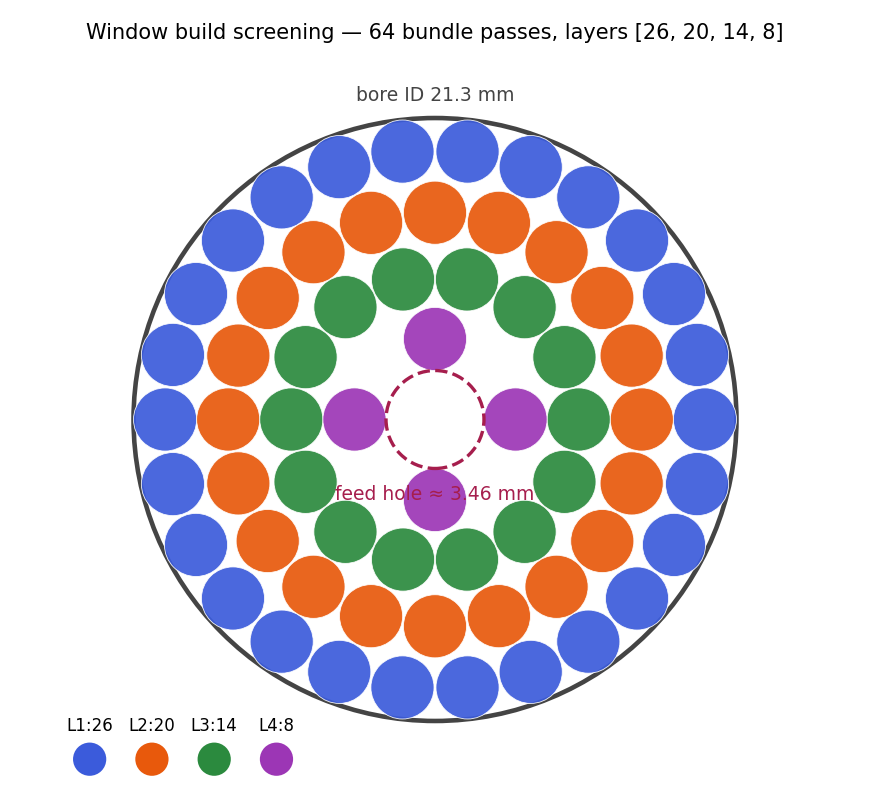 Window build screening — 64 bundle passes, layers [26, 20, 14, 8]
bore ID 21.3 mm
feed hole ≈ 3.46 mm
L1:26 L2:20 L3:14 L4:8